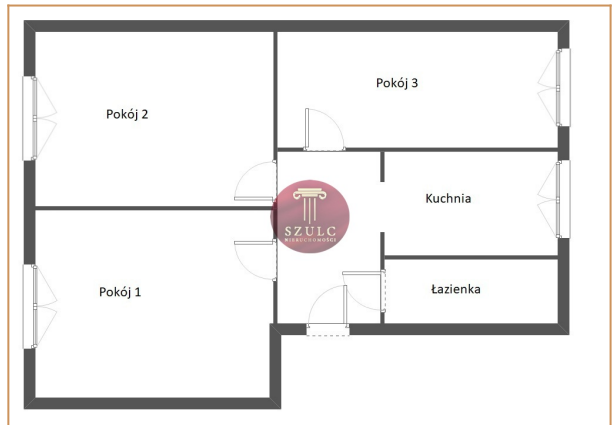 Pokój 3
Pokój 2
Kuchnia
SZULC
NIERUCHOMOŚCI
Pokój 1
Łazienka